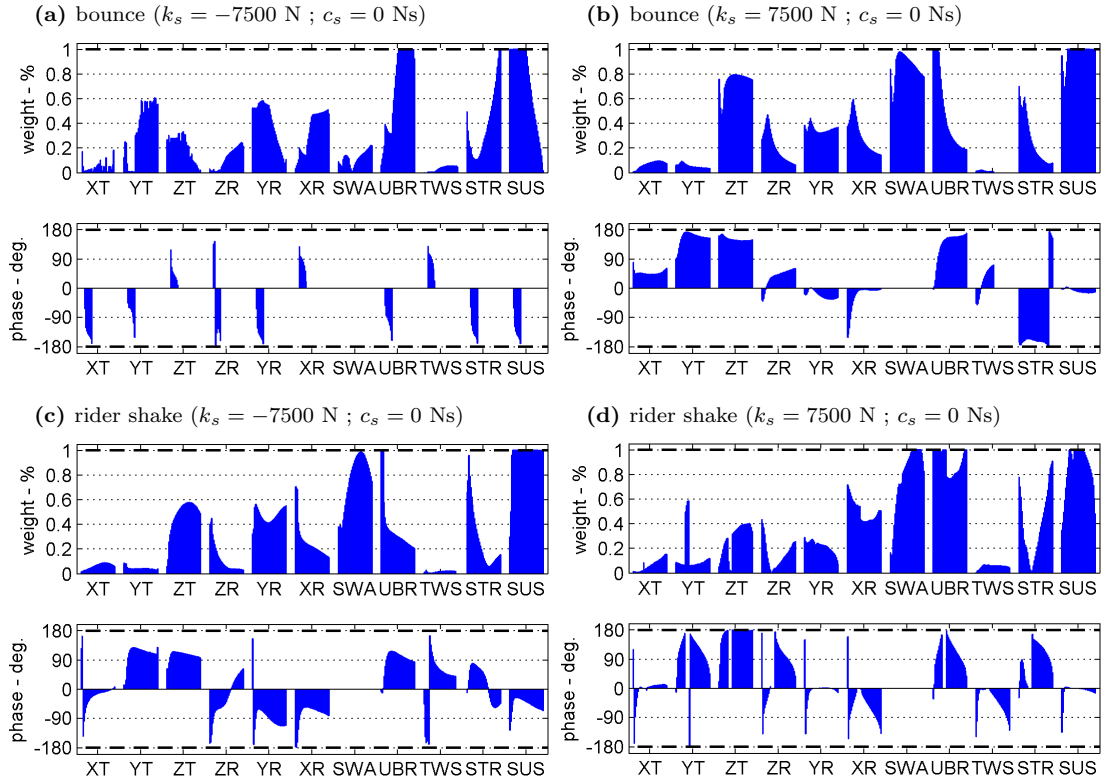 (a) bounce (kₛ = −7500 N ; cₛ = 0 Ns)
(b) bounce (kₛ = 7500 N ; cₛ = 0 Ns)
weight - %
1
0.8
0.6
0.4
0.2
0
XT YT ZT ZR YR XR SWA UBR TWS STR SUS
weight - %
1
0.8
0.6
0.4
0.2
0
XT YT ZT ZR YR XR SWA UBR TWS STR SUS
phase - deg.
180
90
0
-90
-180
XT YT ZT ZR YR XR SWA UBR TWS STR SUS
phase - deg.
180
90
0
-90
-180
XT YT ZT ZR YR XR SWA UBR TWS STR SUS
(c) rider shake (kₛ = −7500 N ; cₛ = 0 Ns)
(d) rider shake (kₛ = 7500 N ; cₛ = 0 Ns)
weight - %
1
0.8
0.6
0.4
0.2
0
XT YT ZT ZR YR XR SWA UBR TWS STR SUS
weight - %
1
0.8
0.6
0.4
0.2
0
XT YT ZT ZR YR XR SWA UBR TWS STR SUS
phase - deg.
180
90
0
-90
-180
XT YT ZT ZR YR XR SWA UBR TWS STR SUS
phase - deg.
180
90
0
-90
-180
XT YT ZT ZR YR XR SWA UBR TWS STR SUS